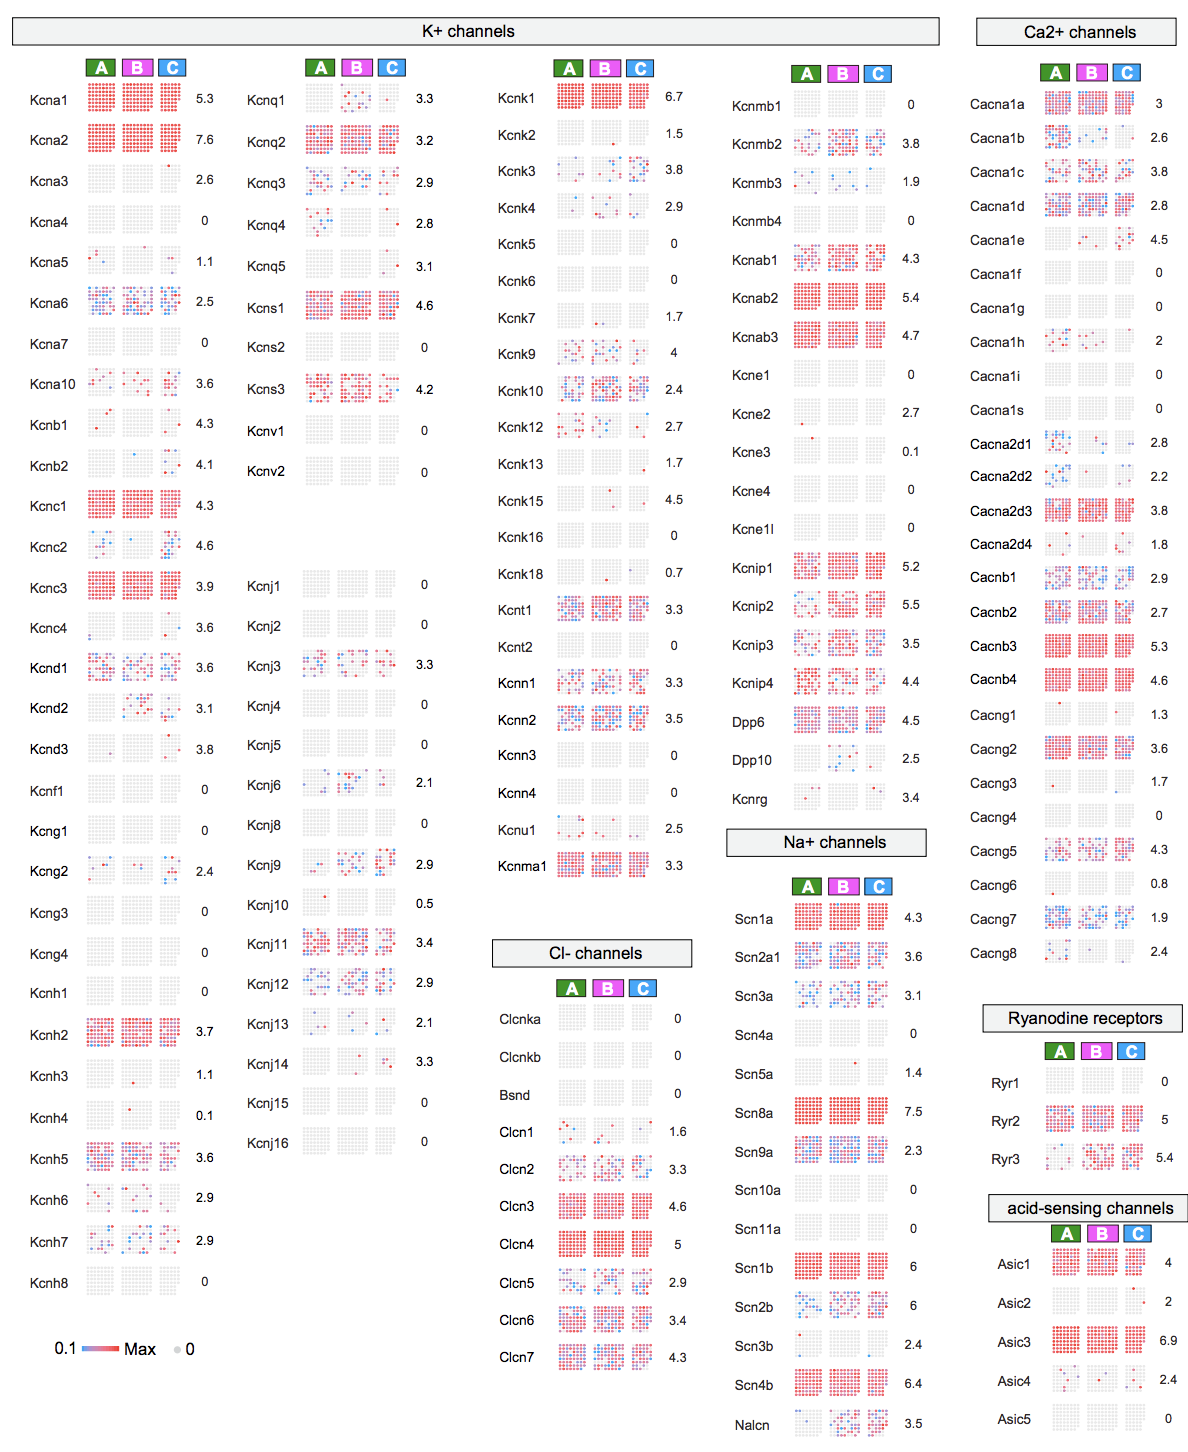 K+ channels
A B C
Kcna1 5.3
Kcna2 7.6
Kcna3 2.6
Kcna4 0
Kcna5 1.1
Kcna6 2.5
Kcna7 0
Kcna10 3.6
Kcnb1 4.3
Kcnb2 4.1
Kcnc1 4.3
Kcnc2 4.6
Kcnc3 3.9
Kcnc4 3.6
Kcnd1 3.6
Kcnd2 3.1
Kcnd3 3.8
Kcnf1 0
Kcng1 0
Kcng2 2.4
Kcng3 0
Kcng4 0
Kcnh1 0
Kcnh2 3.7
Kcnh3 1.1
Kcnh4 0.1
Kcnh5 3.6
Kcnh6 2.9
Kcnh7 2.9
Kcnh8 0
0.1 Max 0
A B C
Kcnq1 3.3
Kcnq2 3.2
Kcnq3 2.9
Kcnq4 2.8
Kcnq5 3.1
Kcns1 4.6
Kcns2 0
Kcns3 4.2
Kcnv1 0
Kcnv2 0
Kcnj1 0
Kcnj2 0
Kcnj3 3.3
Kcnj4 0
Kcnj5 0
Kcnj6 2.1
Kcnj8 0
Kcnj9 2.9
Kcnj10 0.5
Kcnj11 3.4
Kcnj12 2.9
Kcnj13 2.1
Kcnj14 3.3
Kcnj15 0
Kcnj16 0
A B C
Kcnk1 6.7
Kcnk2 1.5
Kcnk3 3.8
Kcnk4 2.9
Kcnk5 0
Kcnk6 0
Kcnk7 1.7
Kcnk9 4
Kcnk10 2.4
Kcnk12 2.7
Kcnk13 1.7
Kcnk15 4.5
Kcnk16 0
Kcnk18 0.7
Kcnt1 3.3
Kcnt2 0
Kcnn1 3.3
Kcnn2 3.5
Kcnn3 0
Kcnn4 0
Kcnu1 2.5
Kcnma1 3.3
Cl- channels
A B C
Clcnka 0
Clcnkb 0
Bsnd 0
Clcn1 1.6
Clcn2 3.3
Clcn3 4.6
Clcn4 5
Clcn5 2.9
Clcn6 3.4
Clcn7 4.3
A B C
Kcnmb1 0
Kcnmb2 3.8
Kcnmb3 1.9
Kcnmb4 0
Kcnab1 4.3
Kcnab2 5.4
Kcnab3 4.7
Kcne1 0
Kcne2 2.7
Kcne3 0.1
Kcne4 0
Kcne1l 0
Kcnip1 5.2
Kcnip2 5.5
Kcnip3 3.5
Kcnip4 4.4
Dpp6 4.5
Dpp10 2.5
Kcnrg 3.4
Na+ channels
A B C
Scn1a 4.3
Scn2a1 3.6
Scn3a 3.1
Scn4a 0
Scn5a 1.4
Scn8a 7.5
Scn9a 2.3
Scn10a 0
Scn11a 0
Scn1b 6
Scn2b 6
Scn3b 2.4
Scn4b 6.4
Nalcn 3.5
Ca2+ channels
A B C
Cacna1a 3
Cacna1b 2.6
Cacna1c 3.8
Cacna1d 2.8
Cacna1e 4.5
Cacna1f 0
Cacna1g 0
Cacna1h 2
Cacna1i 0
Cacna1s 0
Cacna2d1 2.8
Cacna2d2 2.2
Cacna2d3 3.8
Cacna2d4 1.8
Cacnb1 2.9
Cacnb2 2.7
Cacnb3 5.3
Cacnb4 4.6
Cacng1 1.3
Cacng2 3.6
Cacng3 1.7
Cacng4 0
Cacng5 4.3
Cacng6 0.8
Cacng7 1.9
Cacng8 2.4
Ryanodine receptors
A B C
Ryr1 0
Ryr2 5
Ryr3 5.4
acid-sensing channels
A B C
Asic1 4
Asic2 2
Asic3 6.9
Asic4 2.4
Asic5 0